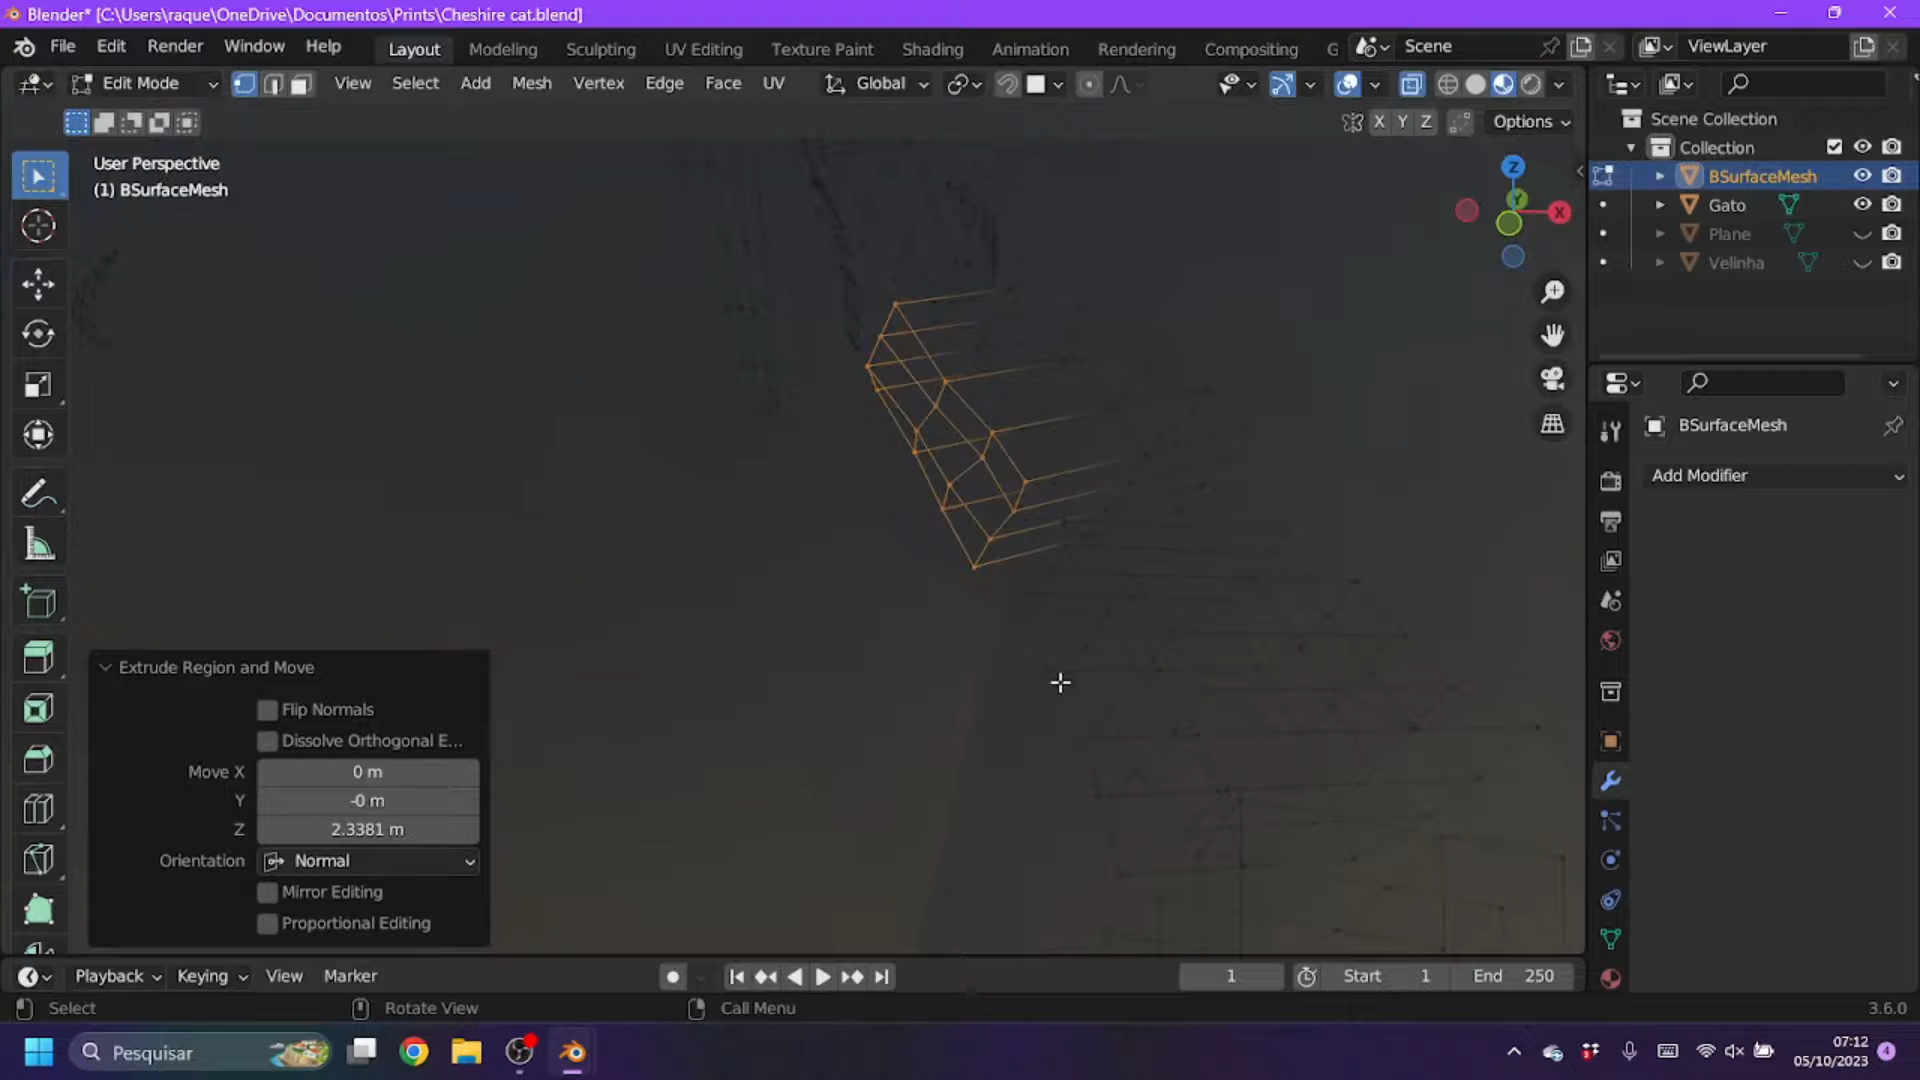 Blender* [C:\Users\raque\OneDrive\Documentos\Prints\Cheshire cat.blend]
File Edit Render Window Help Layout Modeling Sculpting UV Editing Texture Paint Shading Animation Rendering Compositing G Scene ViewLayer
Edit Mode View Select Add Mesh Vertex Edge Face UV Global
X Y Z Options
User Perspective
(1) BSurfaceMesh
Z
Y
X
Scene Collection
Collection
BSurfaceMesh
Gato
Plane
Velinha
BSurfaceMesh
Add Modifier
Extrude Region and Move
Flip Normals
Dissolve Orthogonal E...
Move X 0 m
Y -0 m
Z 2.3381 m
Orientation Normal
Mirror Editing
Proportional Editing
Playback Keying View Marker 1 Start 1 End 250
Select Rotate View Call Menu 3.6.0
Pesquisar
07:12
05/10/2023
4